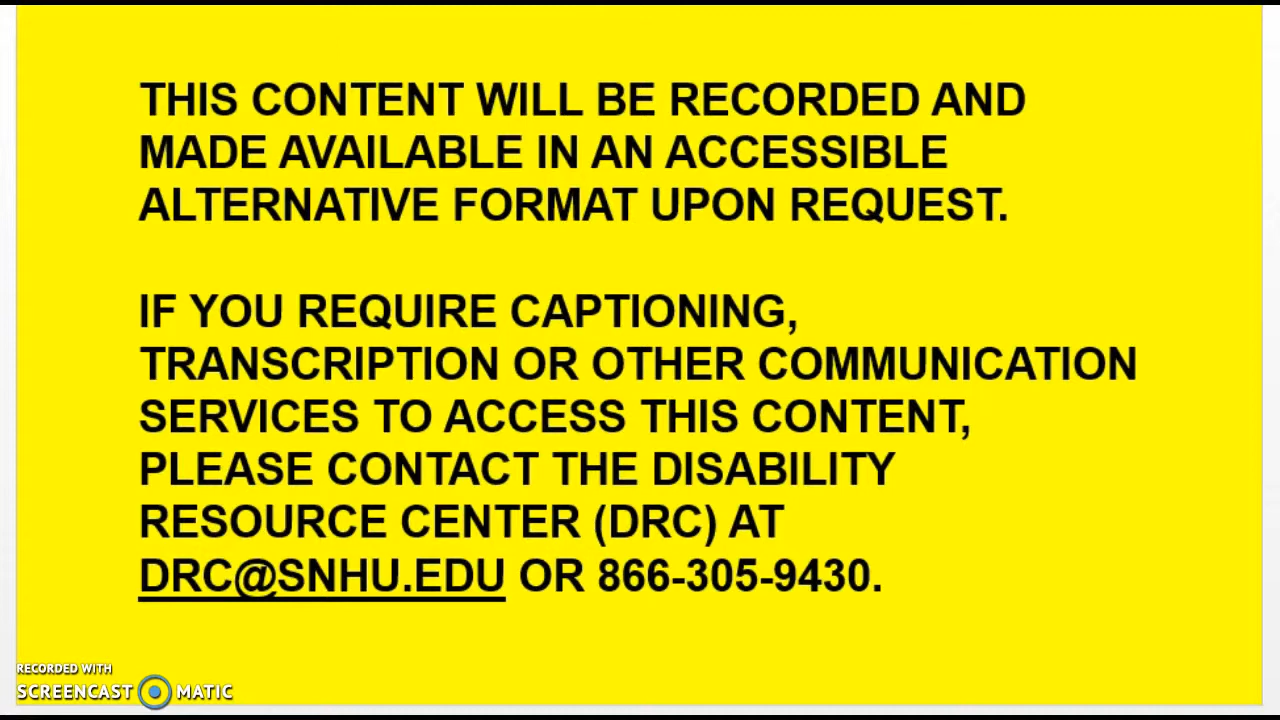 THIS CONTENT WILL BE RECORDED AND
MADE AVAILABLE IN AN ACCESSIBLE
ALTERNATIVE FORMAT UPON REQUEST.
IF YOU REQUIRE CAPTIONING,
TRANSCRIPTION OR OTHER COMMUNICATION
SERVICES TO ACCESS THIS CONTENT,
PLEASE CONTACT THE DISABILITY
RESOURCE CENTER (DRC) AT
DRC@SNHU.EDU OR 866-305-9430.
RECORDED WITH
SCREENCAST MATIC